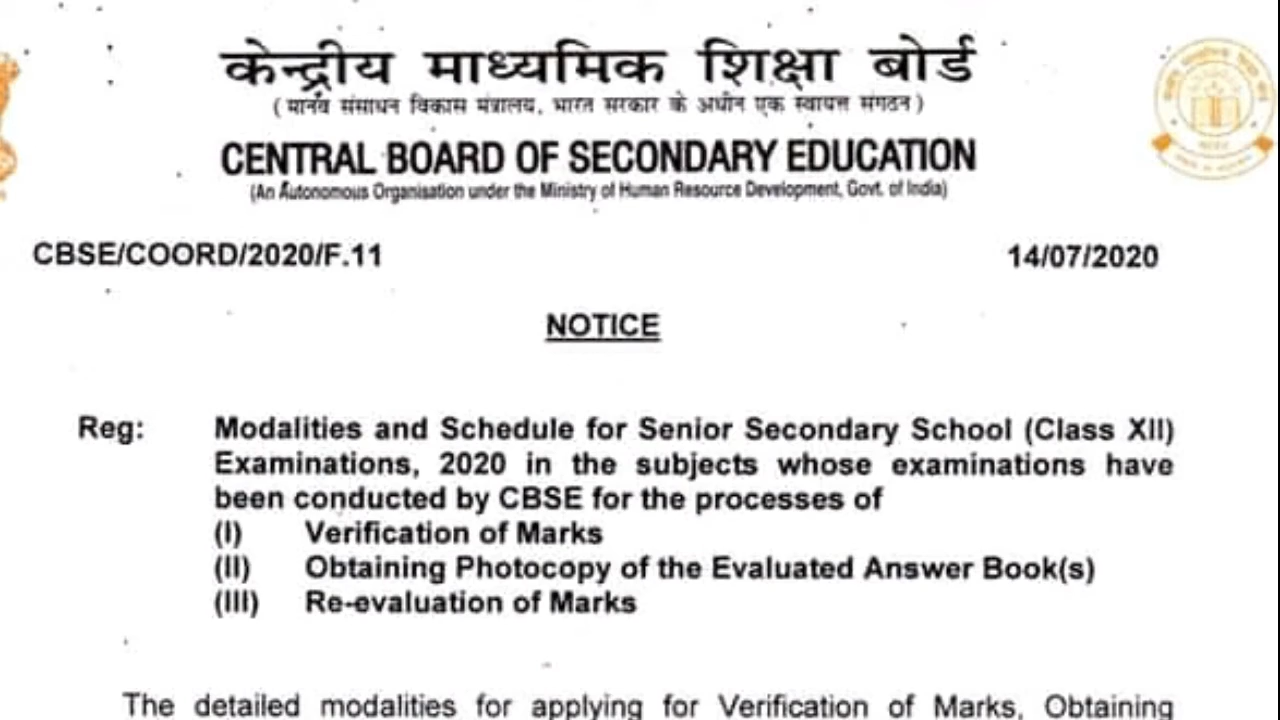 केन्द्रीय माध्यमिक शिक्षा बोर्ड
(मानव संसाधन विकास मंत्रालय, भारत सरकार के अधीन एक स्वायत्त संगठन)
CENTRAL BOARD OF SECONDARY EDUCATION
(An Autonomous Organisation under the Ministry of Human Resource Development, Govt. of India)
CBSE/COORD/2020/F.11 14/07/2020
NOTICE
Reg: Modalities and Schedule for Senior Secondary School (Class XII)
Examinations, 2020 in the subjects whose examinations have
been conducted by CBSE for the processes of
(I) Verification of Marks
(II) Obtaining Photocopy of the Evaluated Answer Book(s)
(III) Re-evaluation of Marks
The detailed modalities for applying for Verification of Marks, Obtaining